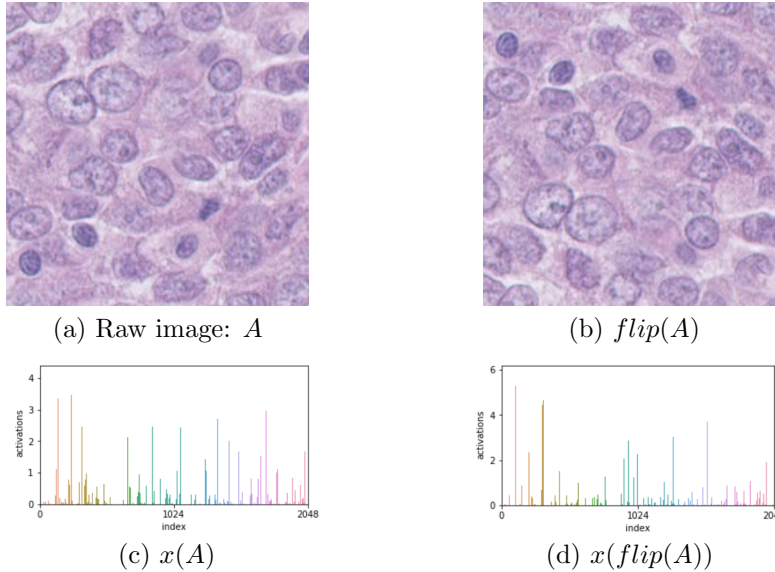 (a) Raw image: A
(b) flip(A)
4
3
2
1
0
activations
0
1024
2048
index
6
4
2
0
activations
0
1024
204
index
(c) x(A)
(d) x(flip(A))